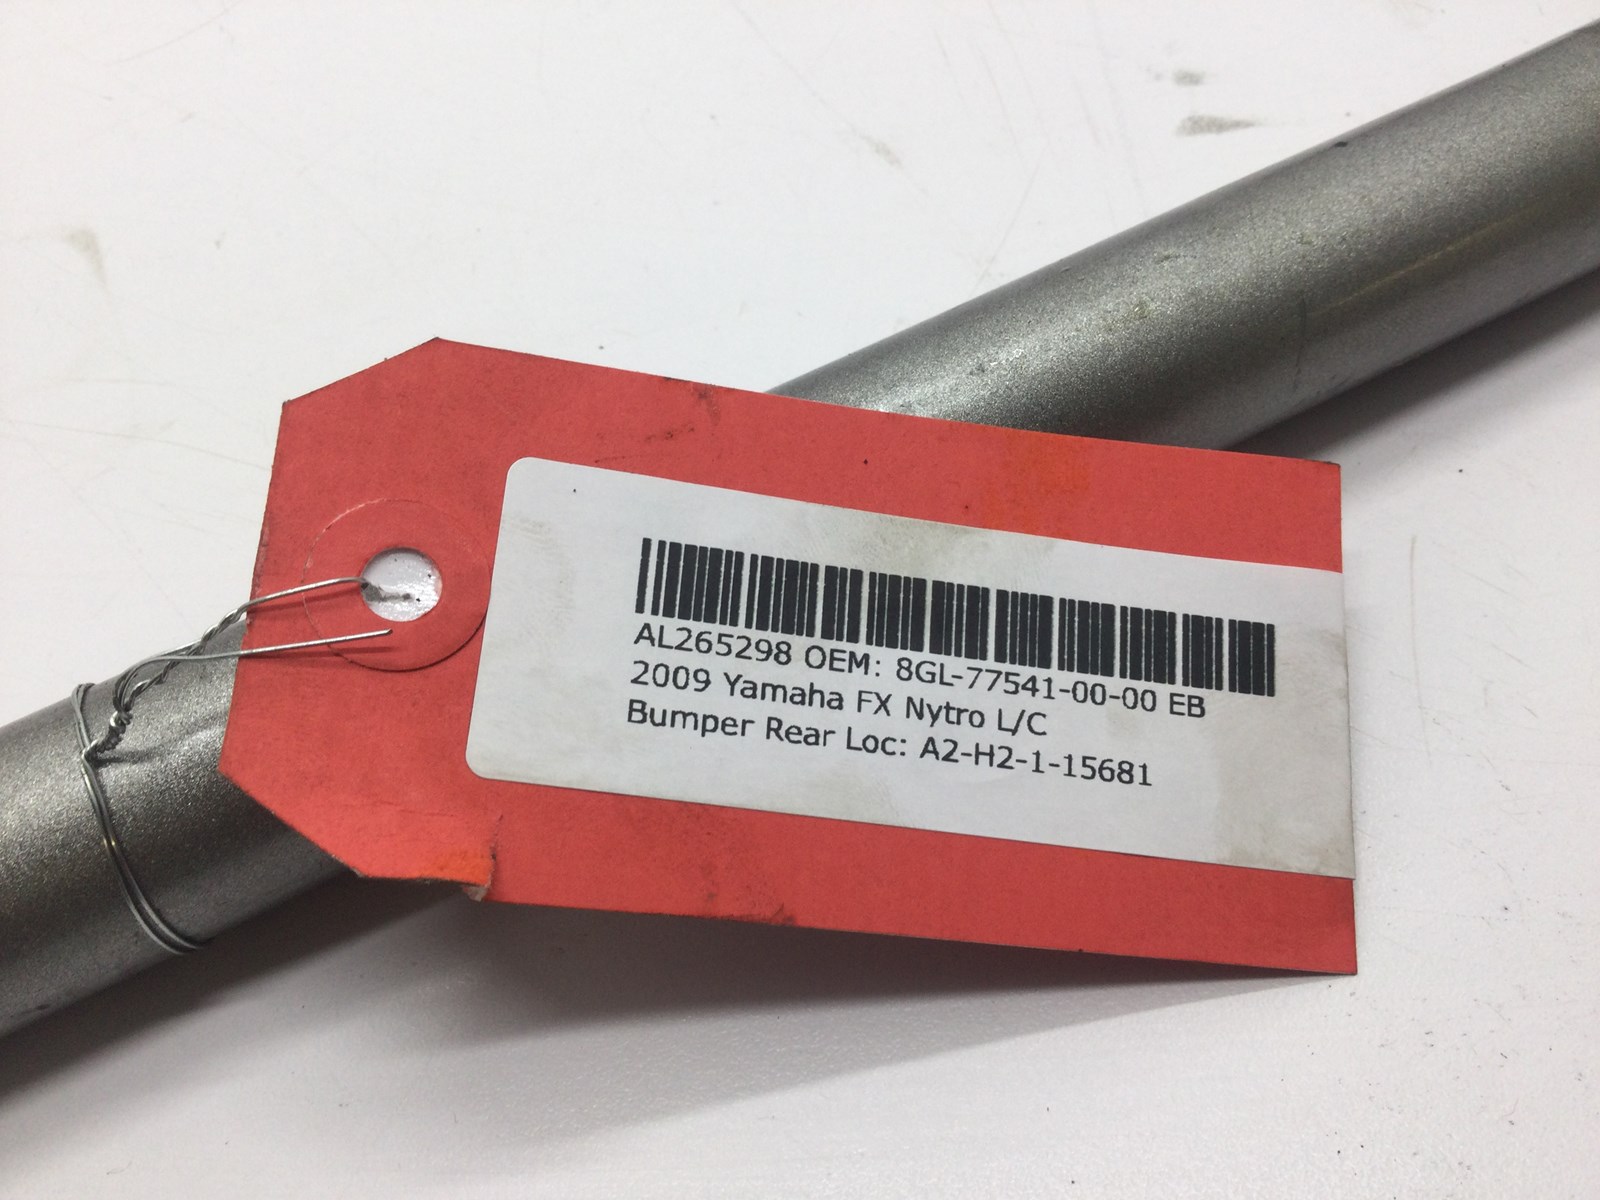 AL265298 OEM: 8GL-77541-00-00 EB
2009 Yamaha FX Nytro L/C
Bumper Rear Loc: A2-H2-1-15681